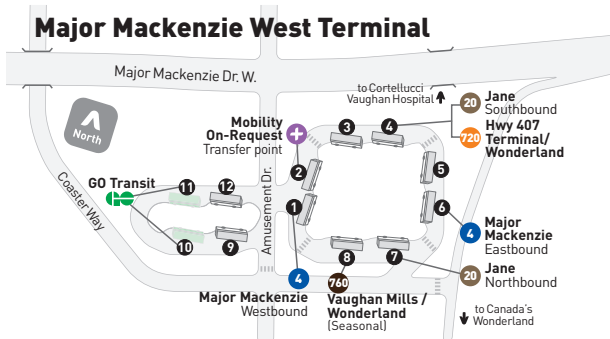 Major Mackenzie West Terminal
Major Mackenzie Dr. W.
to Cortellucci
Vaughan Hospital
20 Jane
Southbound
720 Hwy 407
Terminal/
Wonderland
Mobility
On-Request
Transfer point
North
3
4
2
5
GO Transit
GO
11
12
1
6
Coaster Way
Amusement Dr.
4 Major
Mackenzie
Eastbound
10
9
8
7
20 Jane
Northbound
4
Major Mackenzie
Westbound
760
Vaughan Mills /
Wonderland
(Seasonal)
to Canada's
Wonderland